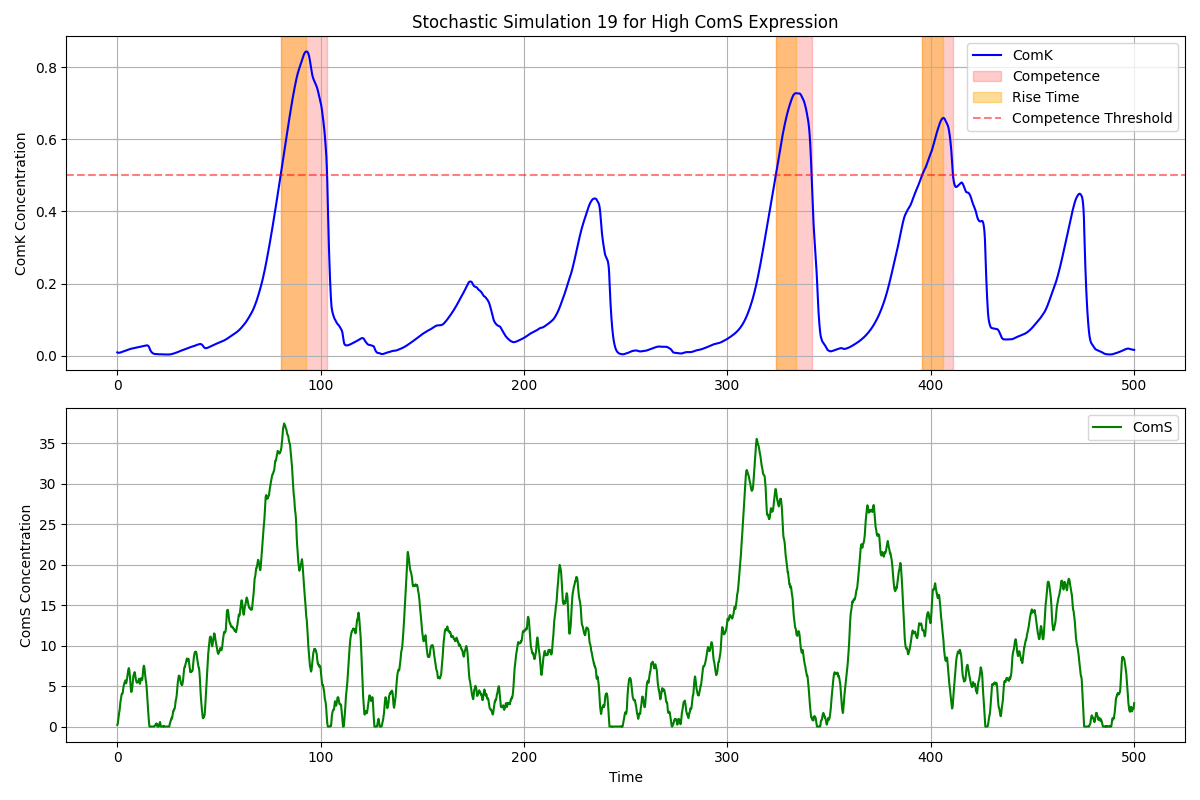 Stochastic Simulation 19 for High ComS Expression
ComK Concentration
0.8
0.6
0.4
0.2
0.0
ComK
Competence
Rise Time
Competence Threshold
0 100 200 300 400 500
ComS Concentration
35
30
25
20
15
10
5
0
ComS
0 100 200 300 400 500
Time